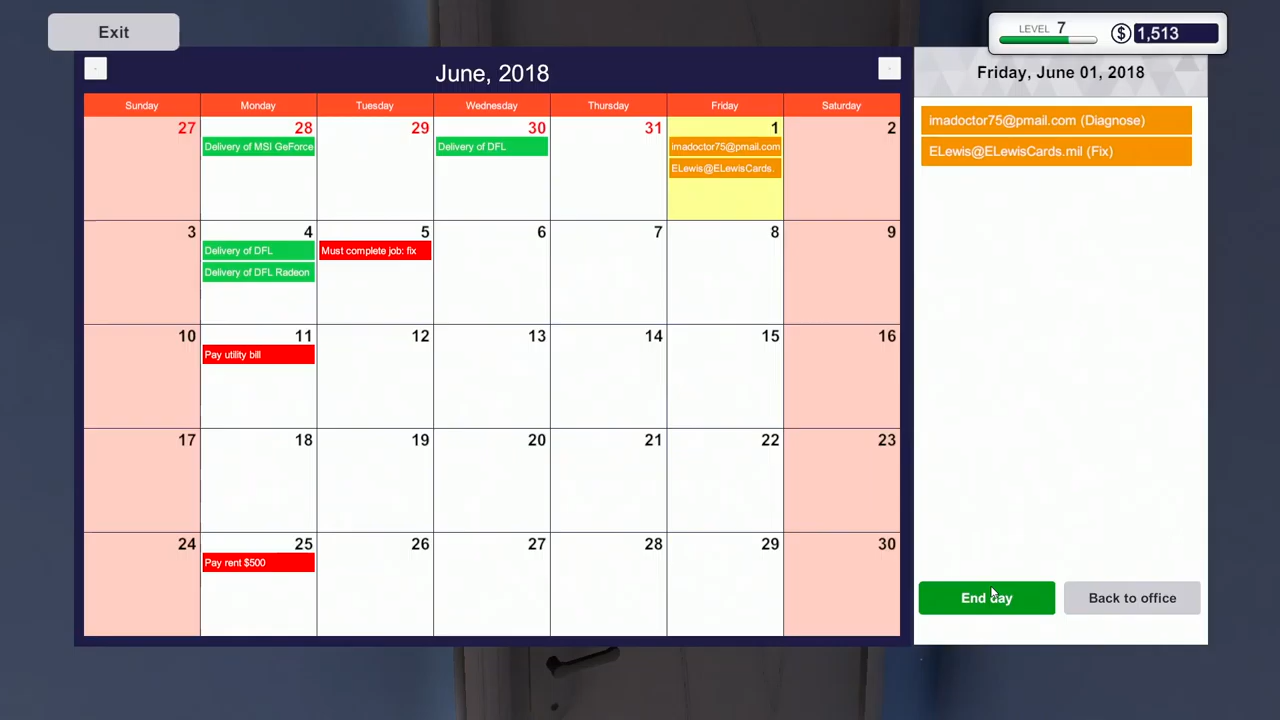 Exit
LEVEL 7
$ 1,513
June, 2018
Friday, June 01, 2018
Sunday Monday Tuesday Wednesday Thursday Friday Saturday
27 28 29 30 31 1 2
Delivery of MSI GeForce
Delivery of DFL
imadoctor75@pmail.com
ELewis@ELewisCards.
3 4 5 6 7 8 9
Delivery of DFL
Must complete job: fix
Delivery of DFL Radeon
10 11 12 13 14 15 16
Pay utility bill
17 18 19 20 21 22 23
24 25 26 27 28 29 30
Pay rent $500
imadoctor75@pmail.com (Diagnose)
ELewis@ELewisCards.mil (Fix)
End day
Back to office